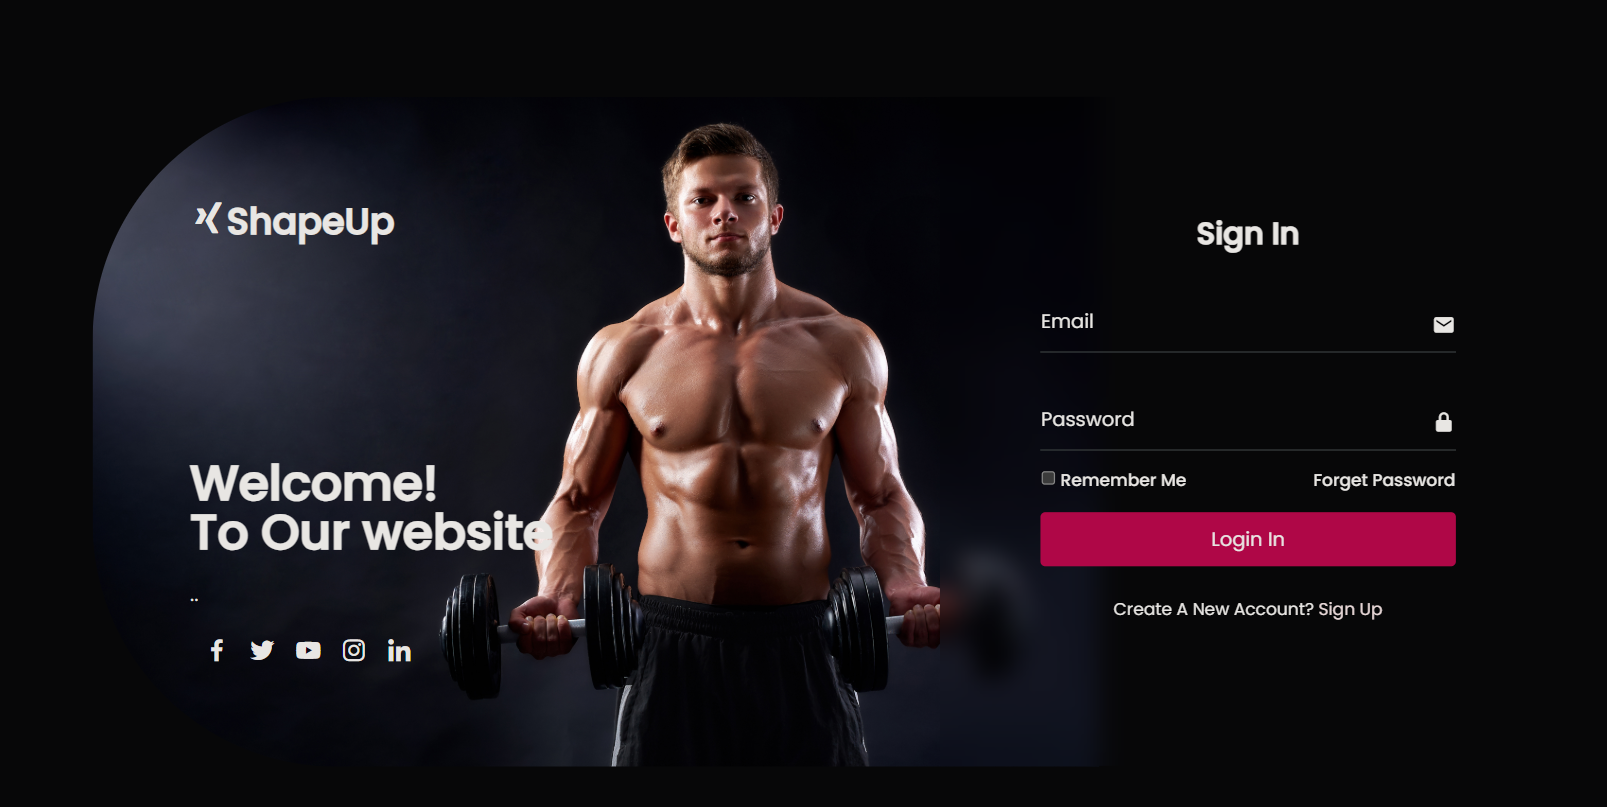 ShapeUp
Welcome!
To Our website
..
Sign In
Email
Password
Remember Me
Forget Password
Login In
Create A New Account? Sign Up